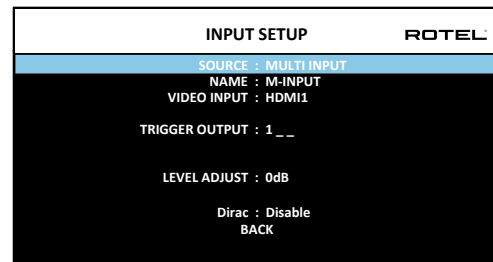 INPUT SETUP ROTEL
SOURCE : MULTI INPUT
NAME : M-INPUT
VIDEO INPUT : HDMI1
TRIGGER OUTPUT : 1 _ _
LEVEL ADJUST : 0dB
Dirac : Disable
BACK